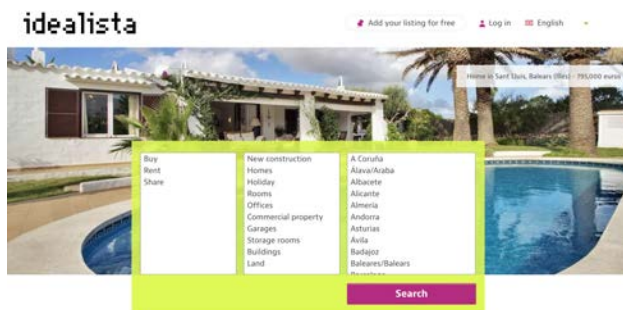 idealista
Add your listing for free
Log in
English
Home in Sant Lluís, Balears (Illes) - 795,000 euros
Buy
Rent
Share
New construction
Homes
Holiday
Rooms
Offices
Commercial property
Garages
Storage rooms
Buildings
Land
A Coruña
Álava/Araba
Albacete
Alicante
Almería
Andorra
Asturias
Ávila
Badajoz
Baleares/Balears
Search